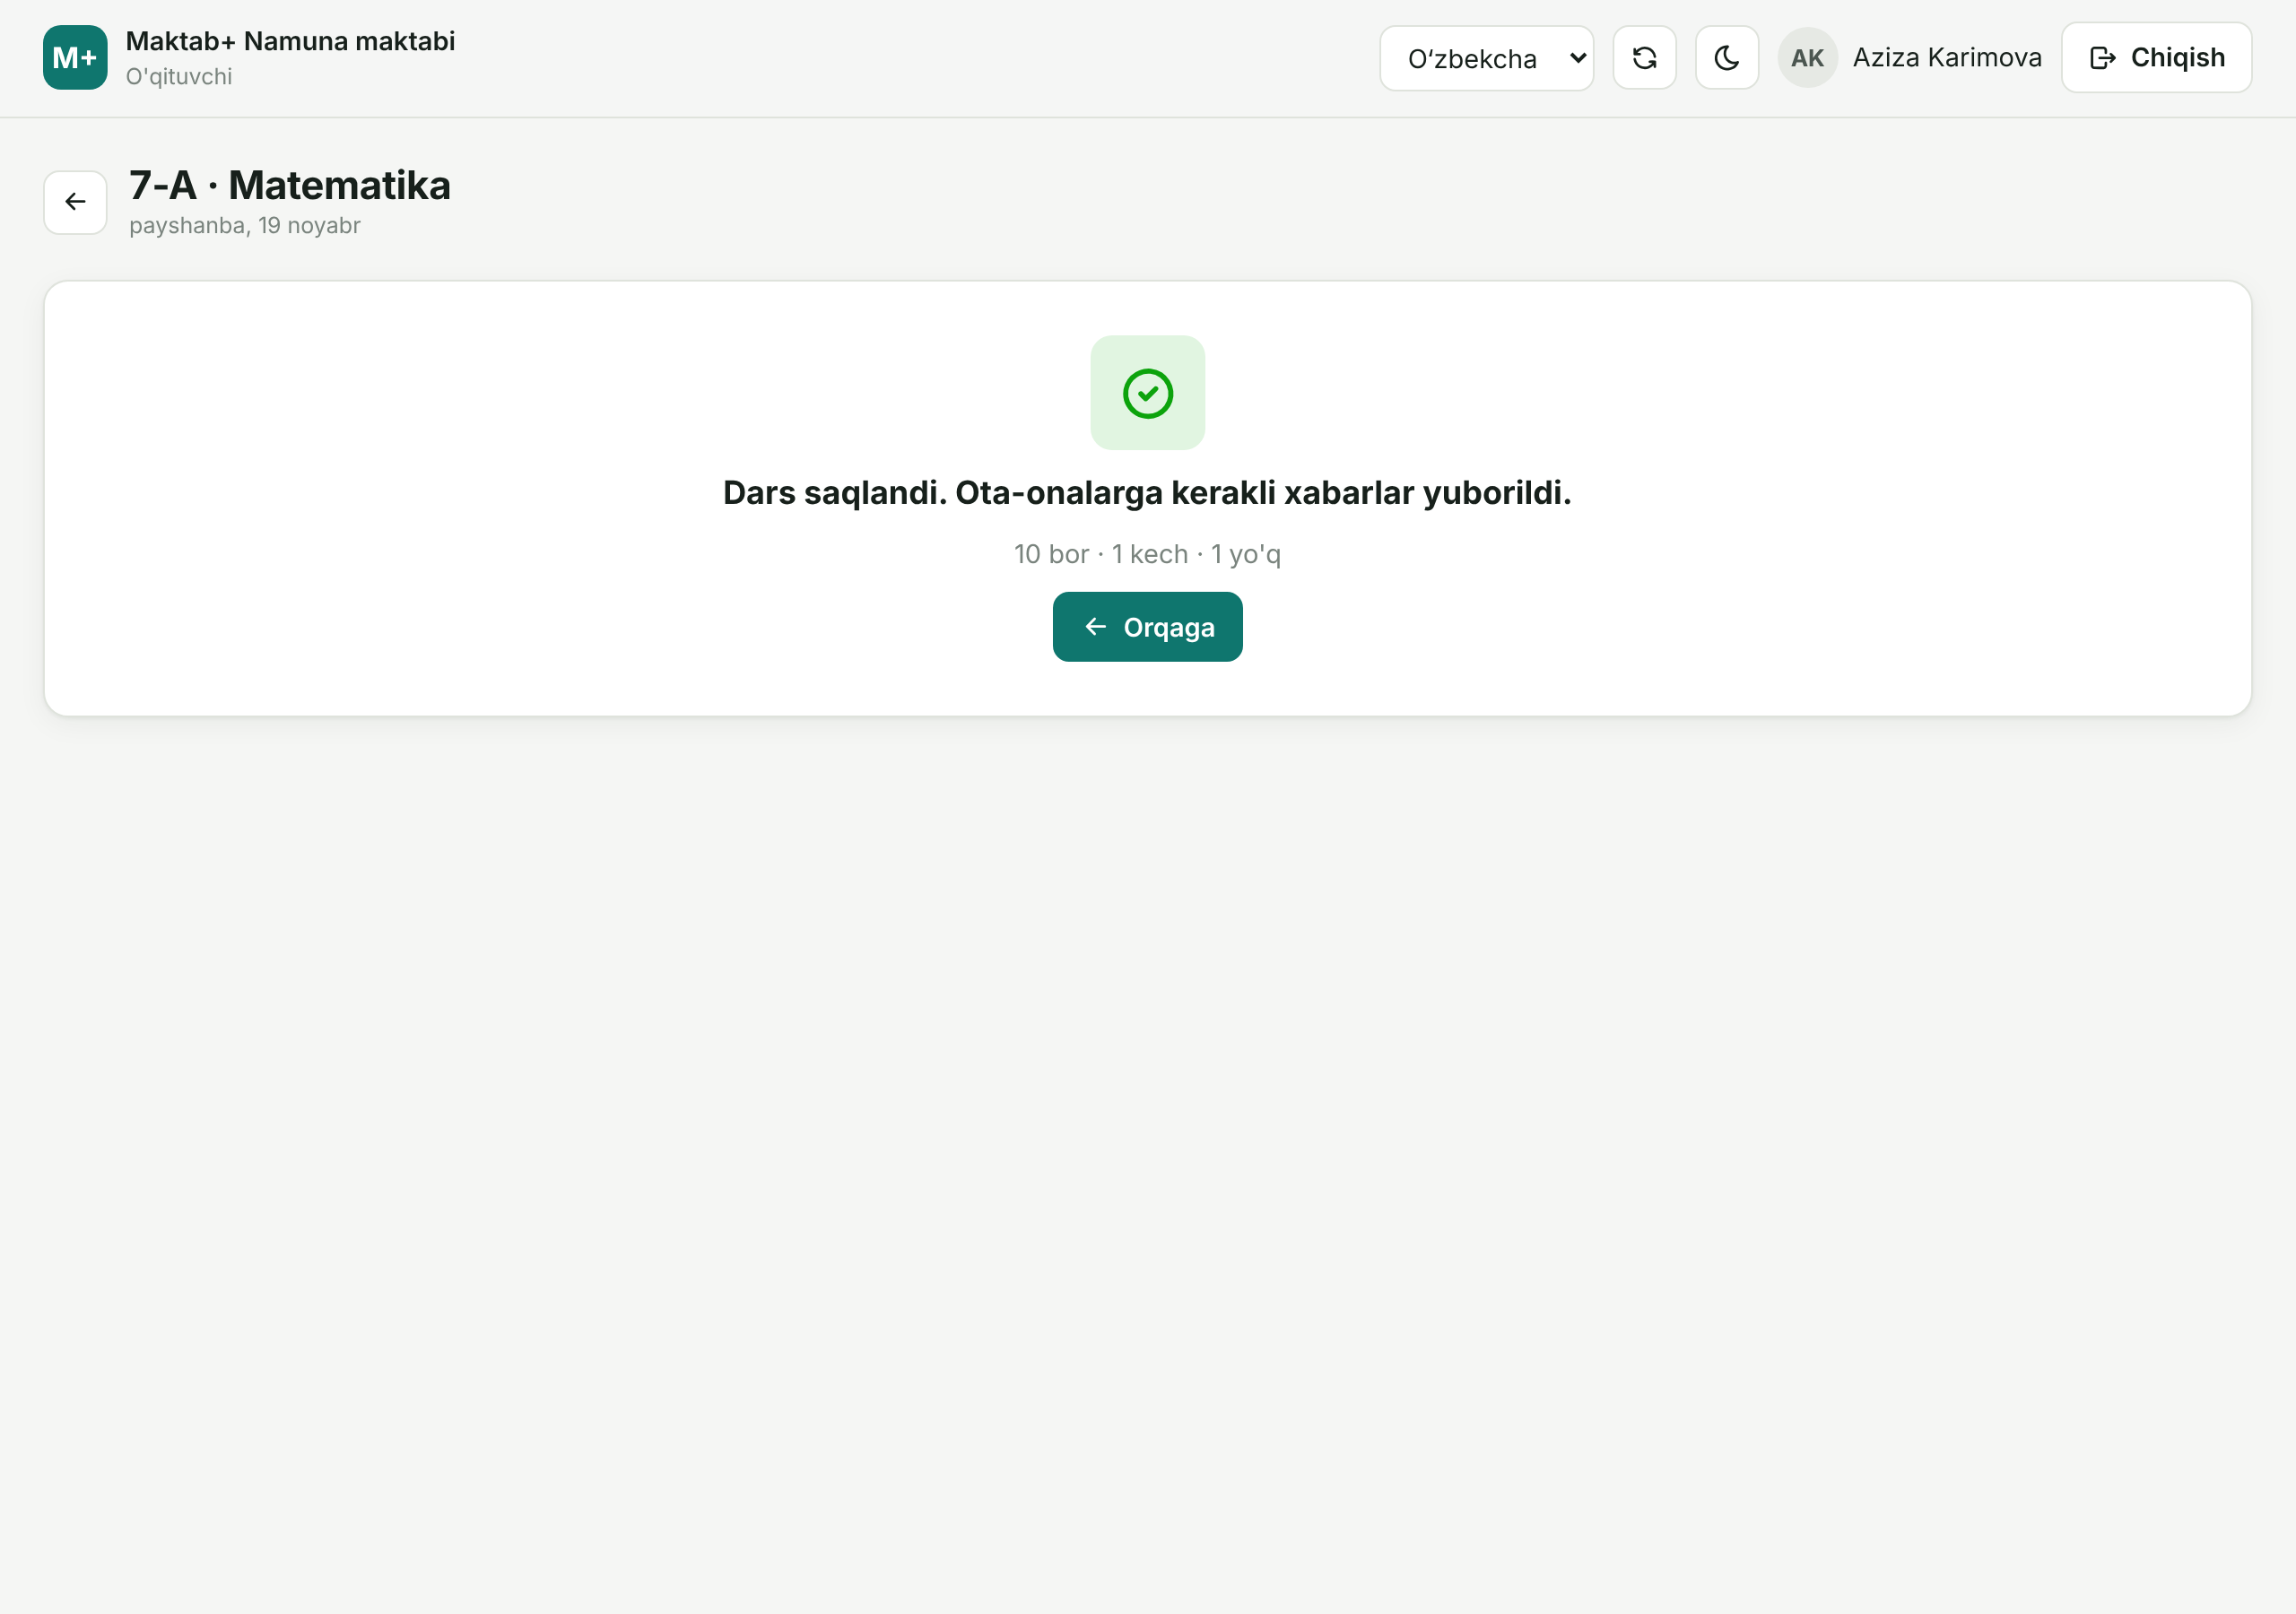 M+
Maktab+ Namuna maktabi
O'qituvchi
Oʻzbekcha
AK
Aziza Karimova
Chiqish
7-A · Matematika
payshanba, 19 noyabr
Dars saqlandi. Ota-onalarga kerakli xabarlar yuborildi.
10 bor · 1 kech · 1 yo'q
Orqaga